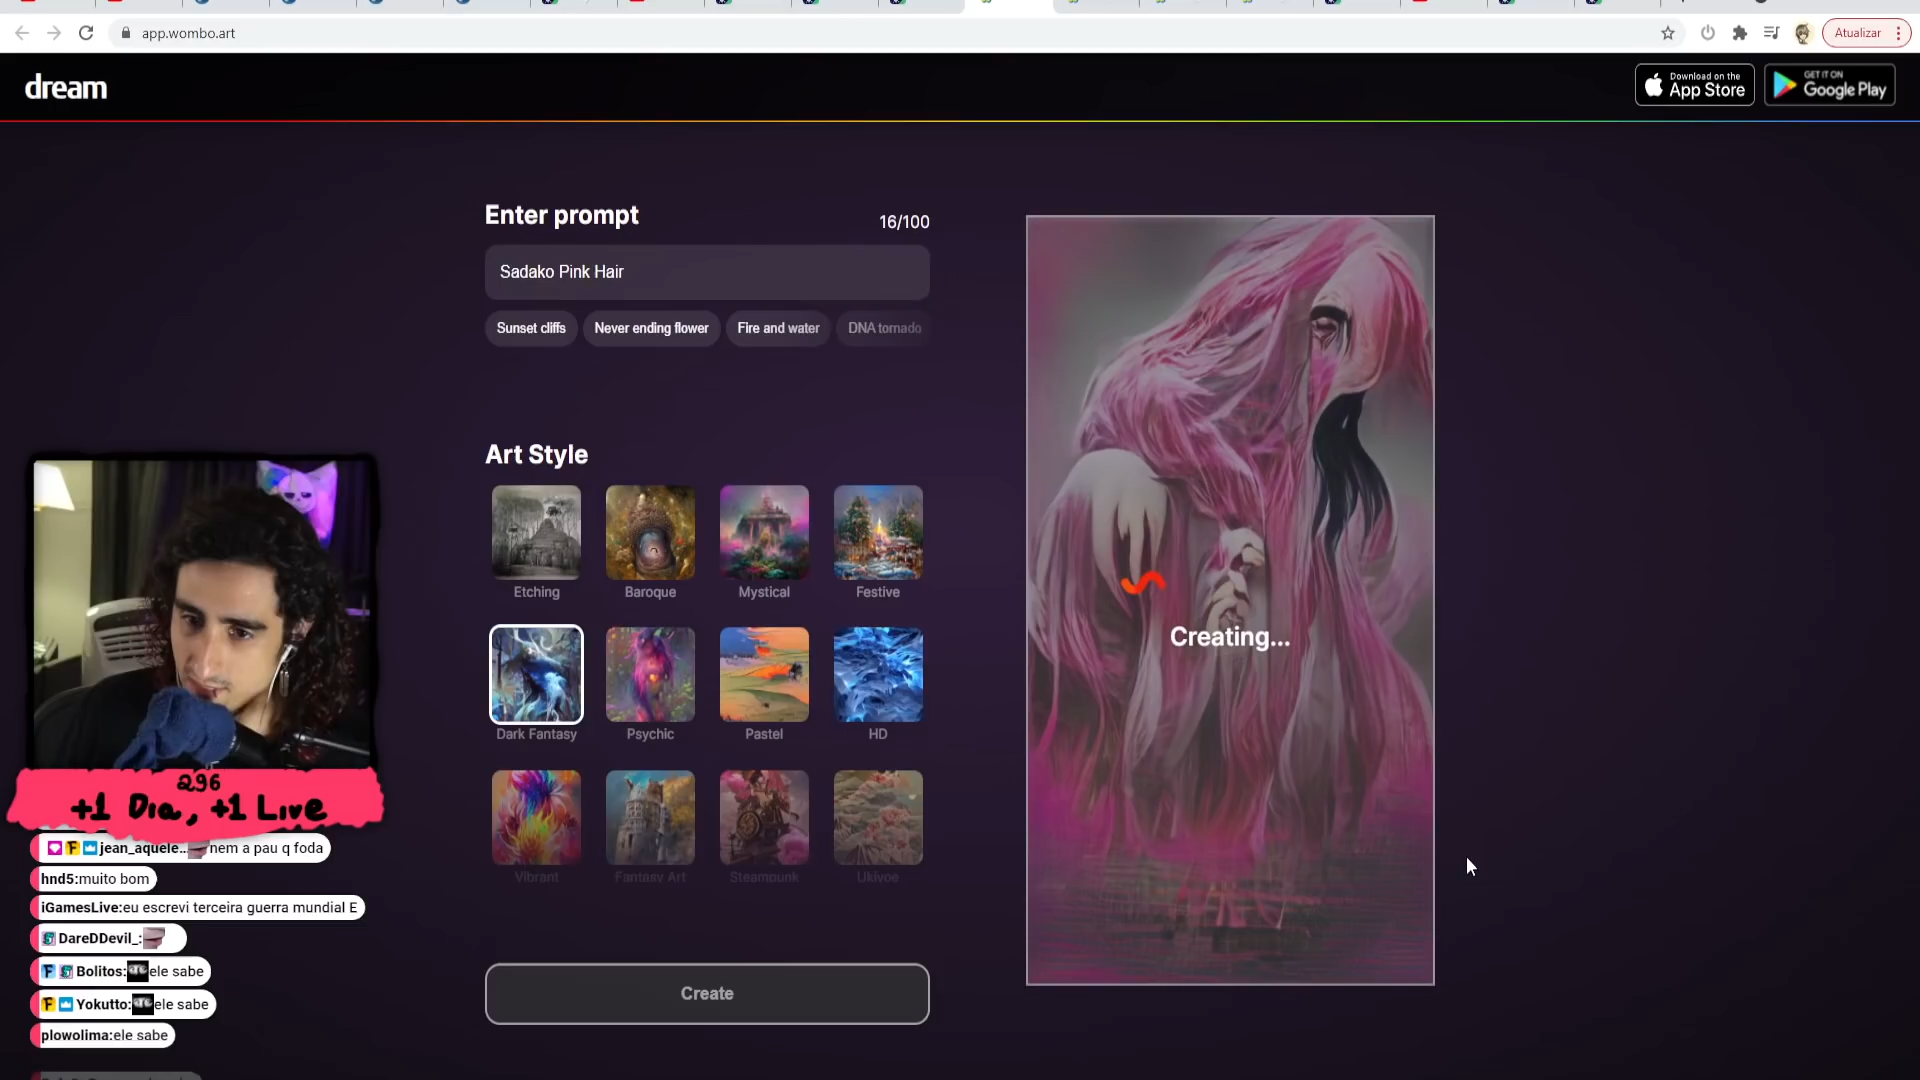 app.wombo.art
Atualizar
dream
Download on the
App Store
GET IT ON
Google Play
Enter prompt
16/100
Sadako Pink Hair
Sunset cliffs
Never ending flower
Fire and water
DNA tornado
Art Style
Etching
Baroque
Mystical
Festive
Dark Fantasy
Psychic
Pastel
HD
Vibrant
Fantasy Art
Steampunk
Ukiyoe
Create
Creating...
296
+1 Dia, +1 Live
jean_aquele.. nem a pau q foda
hnd5:muito bom
iGamesLive:eu escrevi terceira guerra mundial E
DareDDevil_:
Bolitos: ele sabe
Yokutto: ele sabe
plowolima:ele sabe